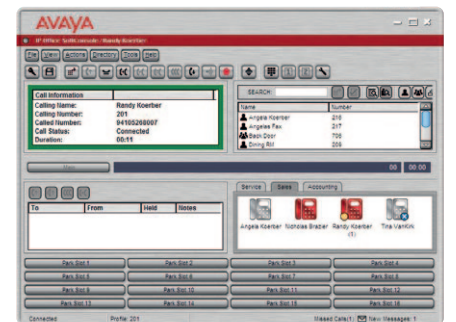 AVAYA
IP Office SoftConsole - Randy Koerber
File View Actions Directory Tools Help
Call Information
Calling Name: Randy Koerber
Calling Number: 201
Called Number: 94105268007
Call Status: Connected
Duration: 00:11
SEARCH:
Name Number
Angela Koerber 216
Angeles Fax 217
Back Door 708
Dining RM 208
00 00:00
To From Held Notes
Service Sales Accounting
Angela Koerber Nicholas Brabier Randy Koerber Tina VanKirk
(1)
Park Slot 1 Park Slot 2 Park Slot 3 Park Slot 4
Park Slot 5 Park Slot 6 Park Slot 7 Park Slot 8
Park Slot 9 Park Slot 10 Park Slot 11 Park Slot 12
Park Slot 13 Park Slot 14 Park Slot 15 Park Slot 16
Connected Profile: 201 Missed Calls(1) New Messages: 1